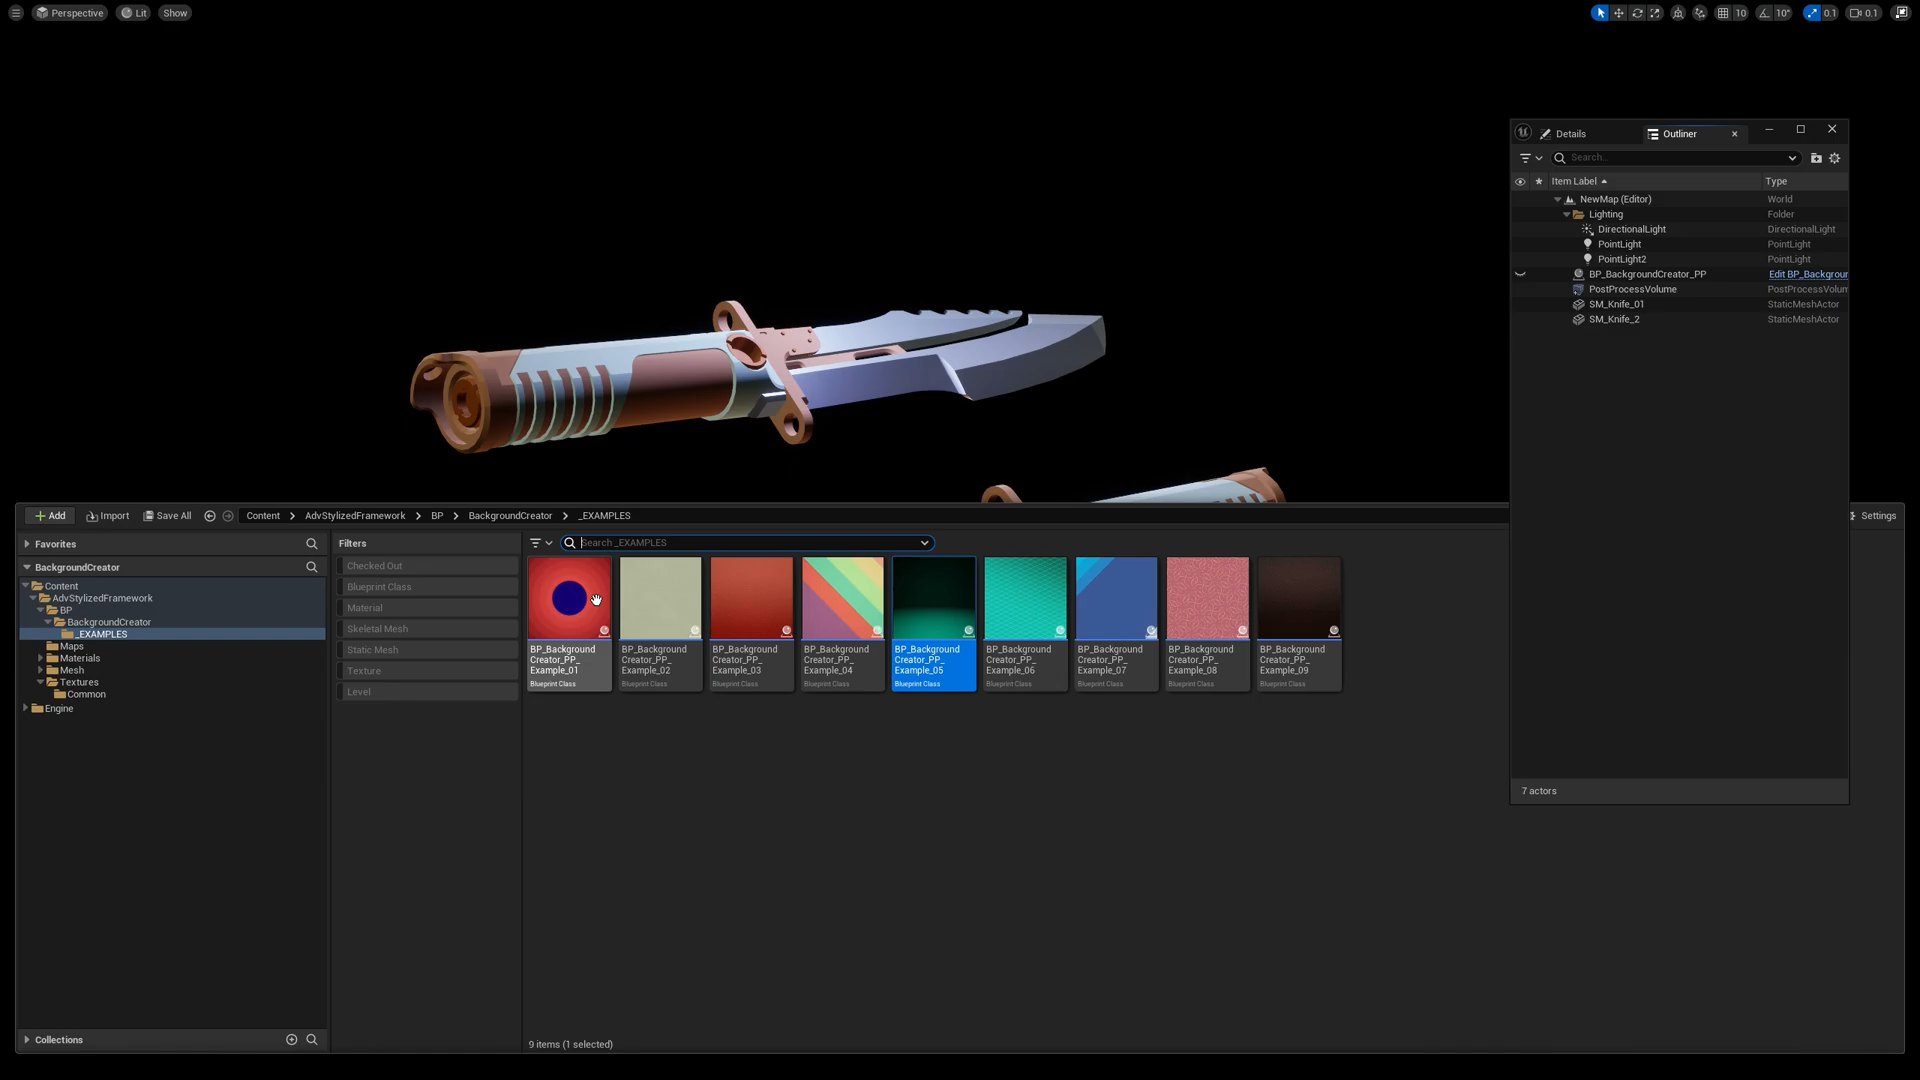 Perspective Lit Show 10 10° 0.1 0.1
Details Outliner
Search...
Item Label Type
NewMap (Editor) World
Lighting Folder
DirectionalLight DirectionalLight
PointLight PointLight
PointLight2 PointLight
BP_BackgroundCreator_PP Edit BP_Backgrour
PostProcessVolume PostProcessVolum
SM_Knife_01 StaticMeshActor
SM_Knife_2 StaticMeshActor
7 actors
Add Import Save All Content AdvStylizedFramework BP BackgroundCreator _EXAMPLES Settings
Favorites
BackgroundCreator
Content
AdvStylizedFramework
BP
BackgroundCreator
_EXAMPLES
Maps
Materials
Mesh
Textures
Common
Engine
Collections
Filters
Checked Out
Blueprint Class
Material
Skeletal Mesh
Static Mesh
Texture
Level
Search _EXAMPLES
BP_Background
Creator_PP_
Example_01
Blueprint Class
BP_Background
Creator_PP_
Example_02
Blueprint Class
BP_Background
Creator_PP_
Example_03
Blueprint Class
BP_Background
Creator_PP_
Example_04
Blueprint Class
BP_Background
Creator_PP_
Example_05
Blueprint Class
BP_Background
Creator_PP_
Example_06
Blueprint Class
BP_Background
Creator_PP_
Example_07
Blueprint Class
BP_Background
Creator_PP_
Example_08
Blueprint Class
BP_Background
Creator_PP_
Example_09
Blueprint Class
9 items (1 selected)